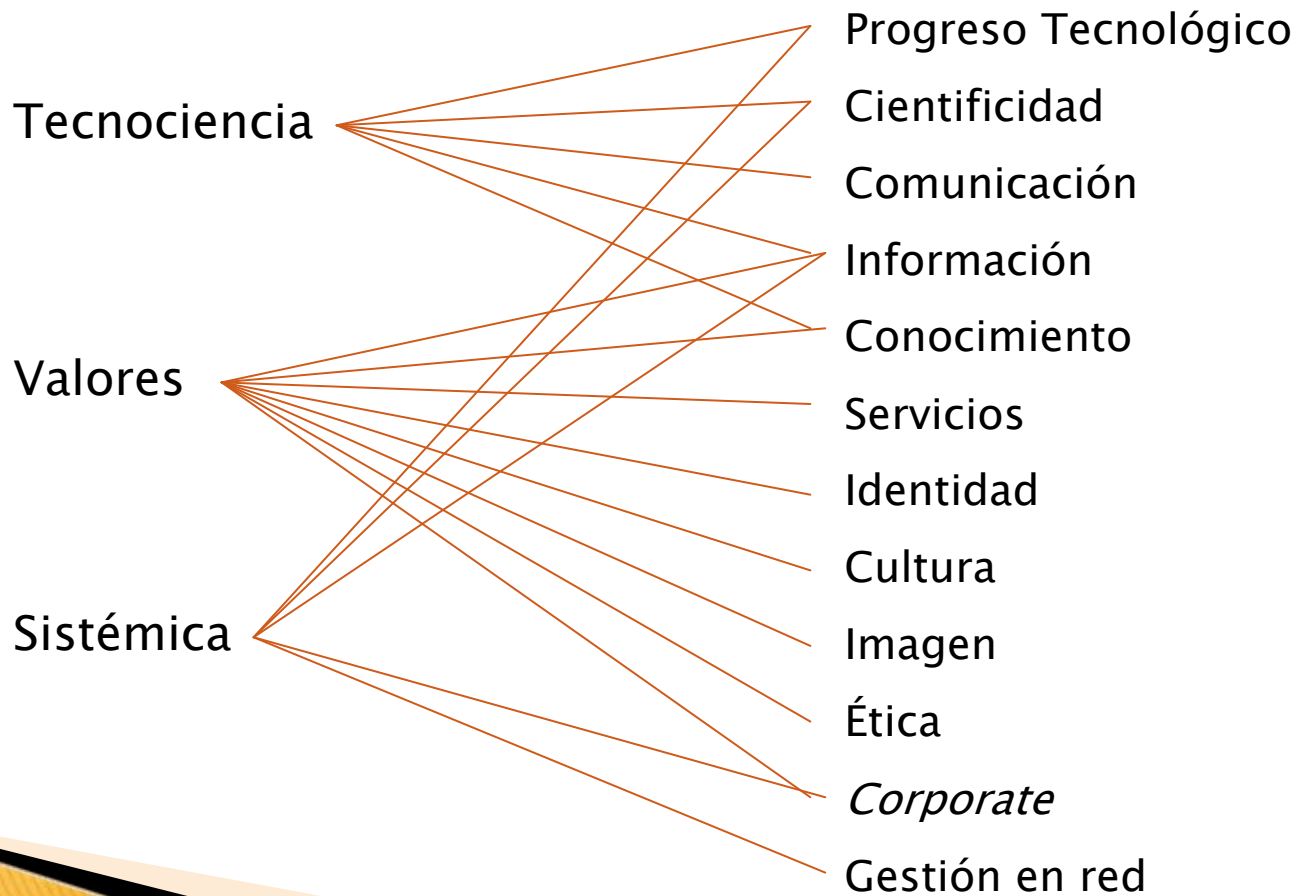 Tecnociencia
Valores
Sistémica
Progreso Tecnológico
Cientificidad
Comunicación
Información
Conocimiento
Servicios
Identidad
Cultura
Imagen
Ética
Corporate
Gestión en red